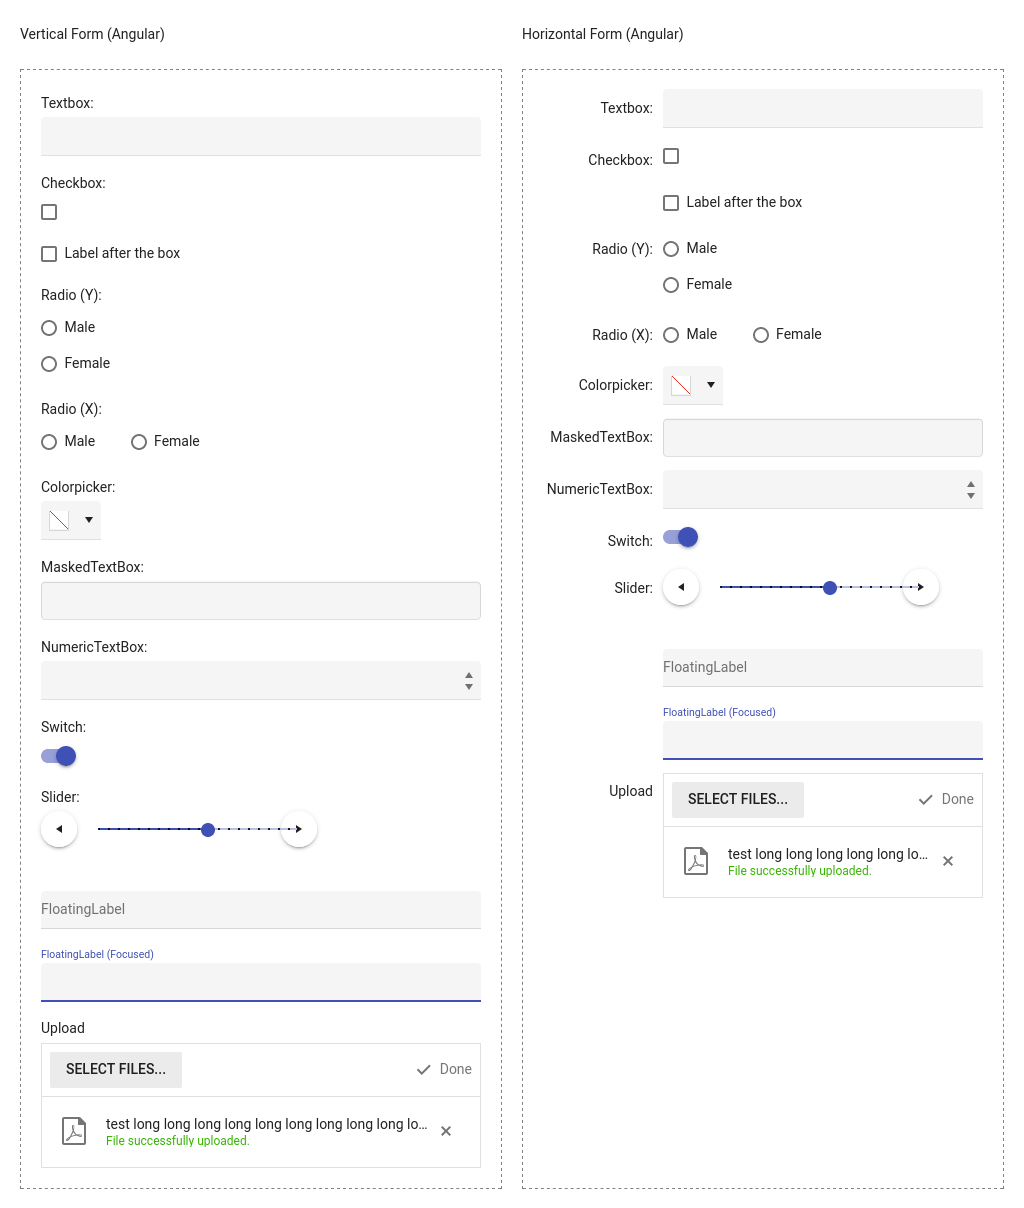 Vertical Form (Angular)
Textbox:
Checkbox:
Label after the box
Radio (Y):
Male
Female
Radio (X):
Male Female
Colorpicker:
MaskedTextBox:
NumericTextBox:
Switch:
Slider:
FloatingLabel
FloatingLabel (Focused)
Upload
SELECT FILES... Done
test long long long long long long long long long lo...
File successfully uploaded.
Horizontal Form (Angular)
Textbox:
Checkbox:
Label after the box
Radio (Y): Male
Female
Radio (X): Male Female
Colorpicker:
MaskedTextBox:
NumericTextBox:
Switch:
Slider:
FloatingLabel
FloatingLabel (Focused)
Upload SELECT FILES... Done
test long long long long long lo...
File successfully uploaded.